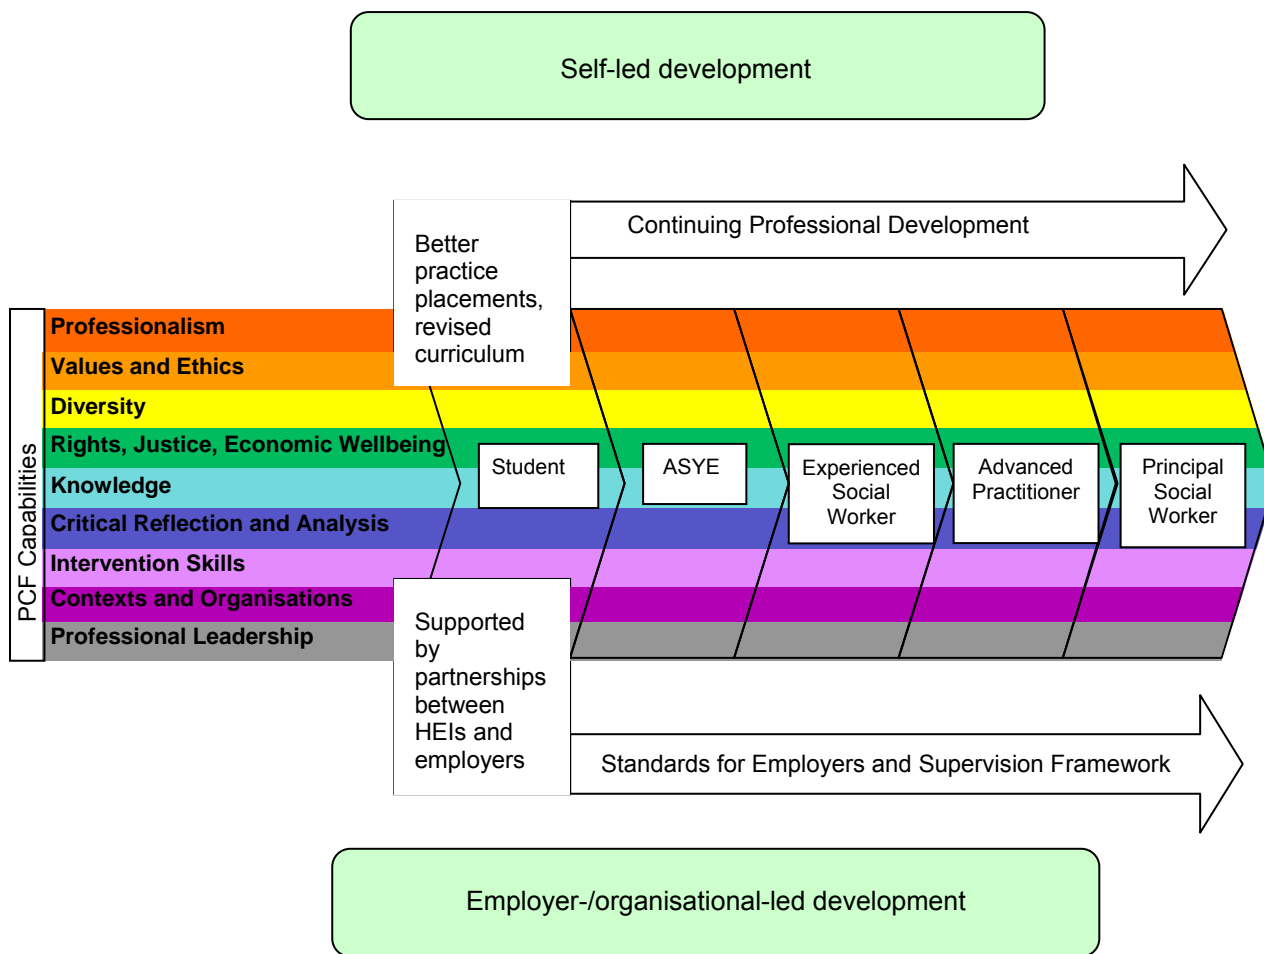 Self-led development
Continuing Professional Development
Better
practice
placements,
revised
curriculum
PCF Capabilities
Professionalism
Values and Ethics
Diversity
Rights, Justice, Economic Wellbeing
Knowledge
Critical Reflection and Analysis
Intervention Skills
Contexts and Organisations
Professional Leadership
Student
ASYE
Experienced
Social
Worker
Advanced
Practitioner
Principal
Social
Worker
Supported
by
partnerships
between
HEIs and
employers
Standards for Employers and Supervision Framework
Employer-/organisational-led development